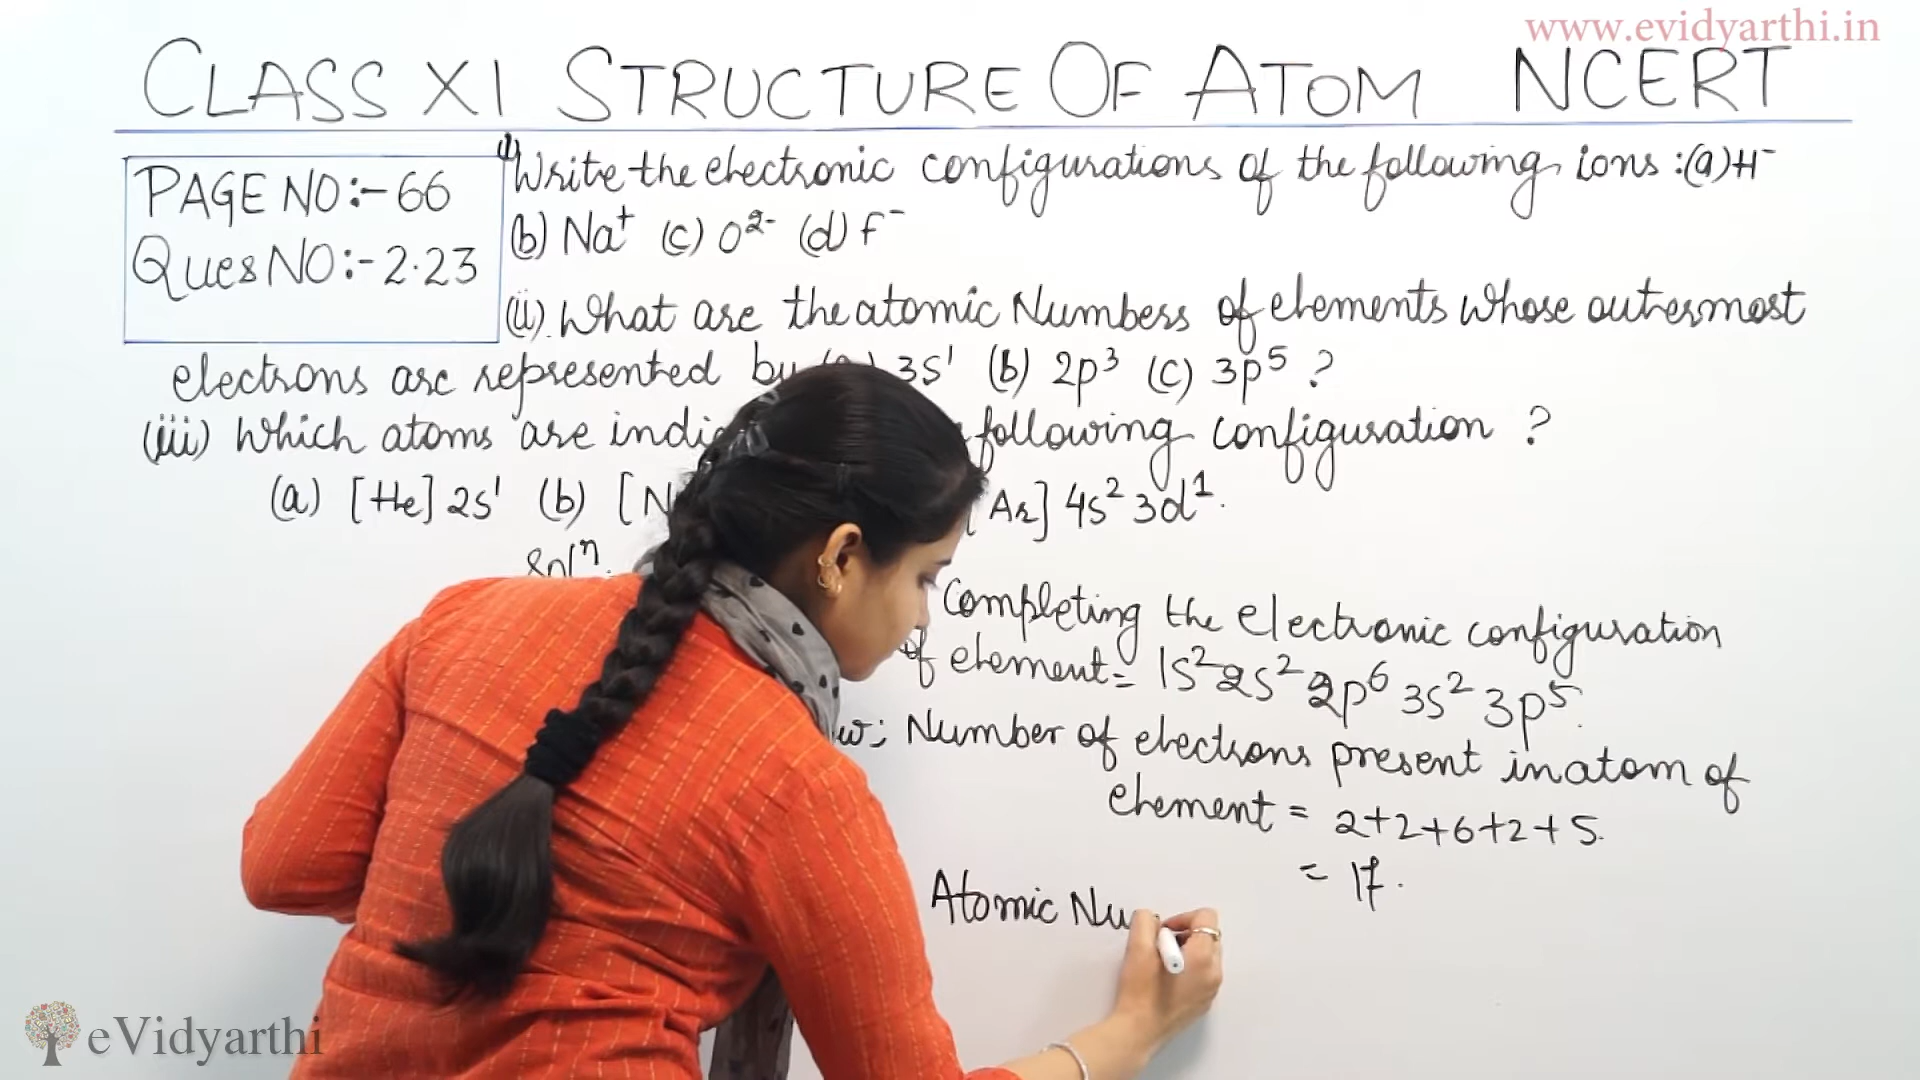 www.evidyarthi.in
CLASS XI STRUCTURE OF ATOM NCERT
PAGE NO:-66
QUES NO:-2.23
(i) Write the electronic configurations of the following ions :(a) H⁻
(b) Na⁺ (c) O²⁻ (d) F⁻
(ii). What are the atomic Numbers of elements whose outermost
electrons are represented by (a) 3s¹ (b) 2p³ (c) 3p⁵ ?
(iii) Which atoms are following configuration ?
(a) [He] 2s¹ (b) [N Ar] 4s² 3d¹.
Solⁿ.
Completing the electronic configuration
of element = 1s² 2s² 2p⁶ 3s² 3p⁵.
Number of electrons present in atom of
element = 2+2+6+2+5.
= 17.
Atomic Nu
eVidyarthi